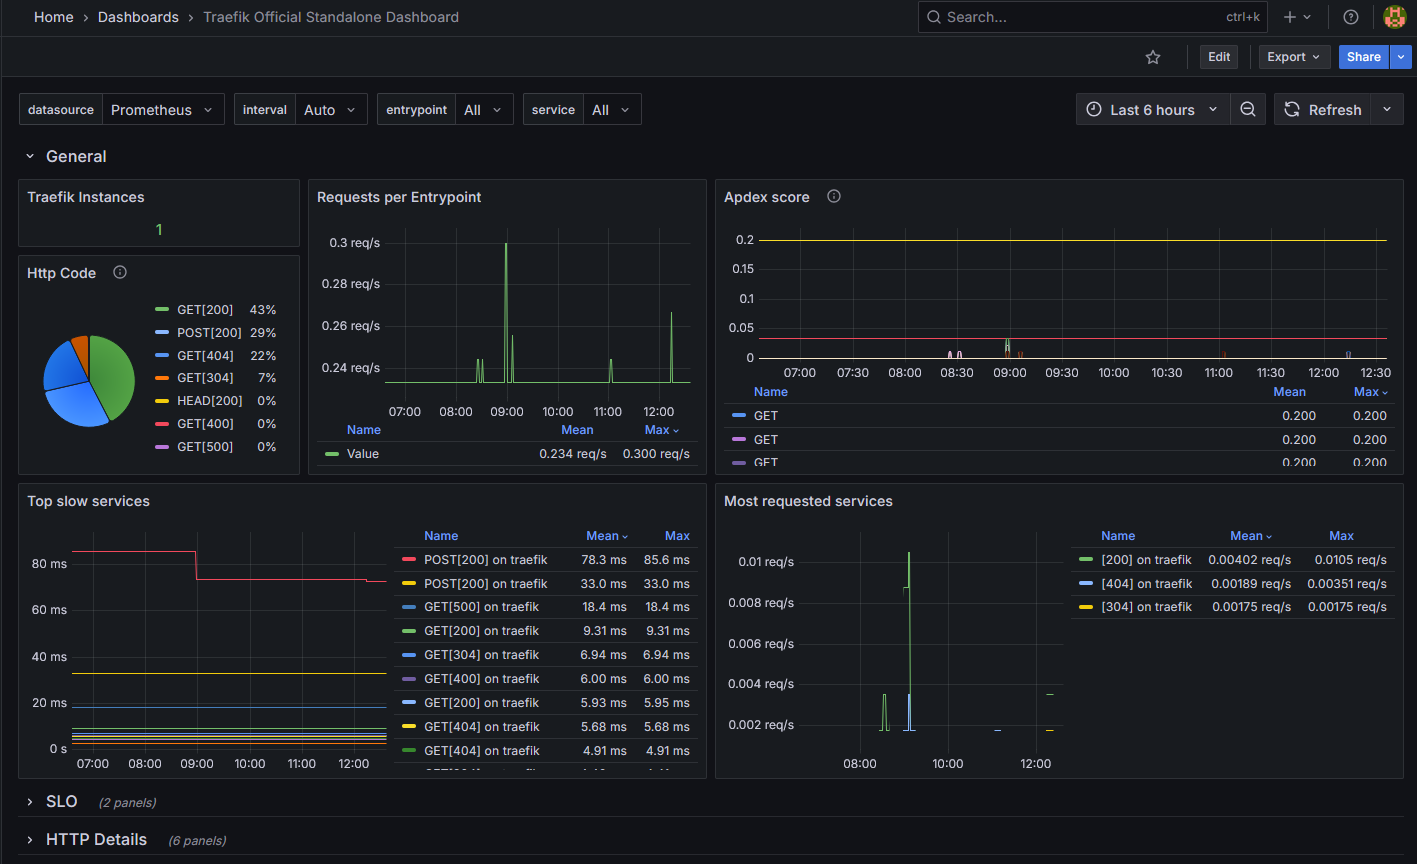 Home › Dashboards › Traefik Official Standalone Dashboard
Search... ctrl+k
Edit Export Share
datasource Prometheus interval Auto entrypoint All service All Last 6 hours Refresh
General
Traefik Instances
1
Http Code
GET[200] 43%
POST[200] 29%
GET[404] 22%
GET[304] 7%
HEAD[200] 0%
GET[400] 0%
GET[500] 0%
Requests per Entrypoint
0.3 req/s
0.28 req/s
0.26 req/s
0.24 req/s
07:00 08:00 09:00 10:00 11:00 12:00
Name Mean Max
Value 0.234 req/s 0.300 req/s
Apdex score
0.2
0.15
0.1
0.05
0
07:00 07:30 08:00 08:30 09:00 09:30 10:00 10:30 11:00 11:30 12:00 12:30
Name Mean Max
GET 0.200 0.200
GET 0.200 0.200
GET 0.200 0.200
Top slow services
80 ms
60 ms
40 ms
20 ms
0 s
07:00 08:00 09:00 10:00 11:00 12:00
Name Mean Max
POST[200] on traefik 78.3 ms 85.6 ms
POST[200] on traefik 33.0 ms 33.0 ms
GET[500] on traefik 18.4 ms 18.4 ms
GET[200] on traefik 9.31 ms 9.31 ms
GET[304] on traefik 6.94 ms 6.94 ms
GET[400] on traefik 6.00 ms 6.00 ms
GET[200] on traefik 5.93 ms 5.95 ms
GET[404] on traefik 5.68 ms 5.68 ms
GET[404] on traefik 4.91 ms 4.91 ms
Most requested services
0.01 req/s
0.008 req/s
0.006 req/s
0.004 req/s
0.002 req/s
08:00 10:00 12:00
Name Mean Max
[200] on traefik 0.00402 req/s 0.0105 req/s
[404] on traefik 0.00189 req/s 0.00351 req/s
[304] on traefik 0.00175 req/s 0.00175 req/s
SLO (2 panels)
HTTP Details (6 panels)